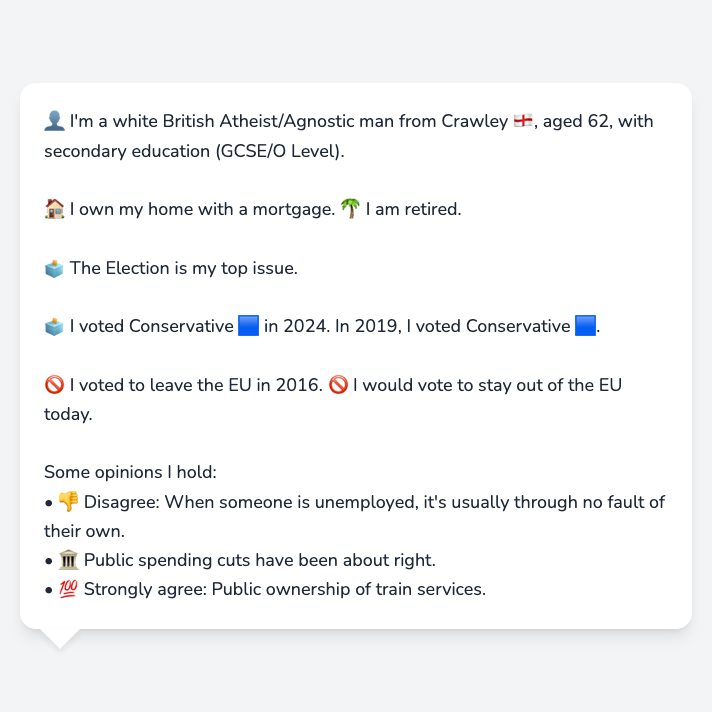 👤 I'm a white British Atheist/Agnostic man from Crawley 🏴󠁧󠁢󠁥󠁮󠁧󠁿, aged 62, with
secondary education (GCSE/O Level).
🏠 I own my home with a mortgage. 🌴 I am retired.
🗳️ The Election is my top issue.
🗳️ I voted Conservative 🟦 in 2024. In 2019, I voted Conservative 🟦.
🚫 I voted to leave the EU in 2016. 🚫 I would vote to stay out of the EU
today.
Some opinions I hold:
• 👎 Disagree: When someone is unemployed, it's usually through no fault of
their own.
• 🏛️ Public spending cuts have been about right.
• 💯 Strongly agree: Public ownership of train services.